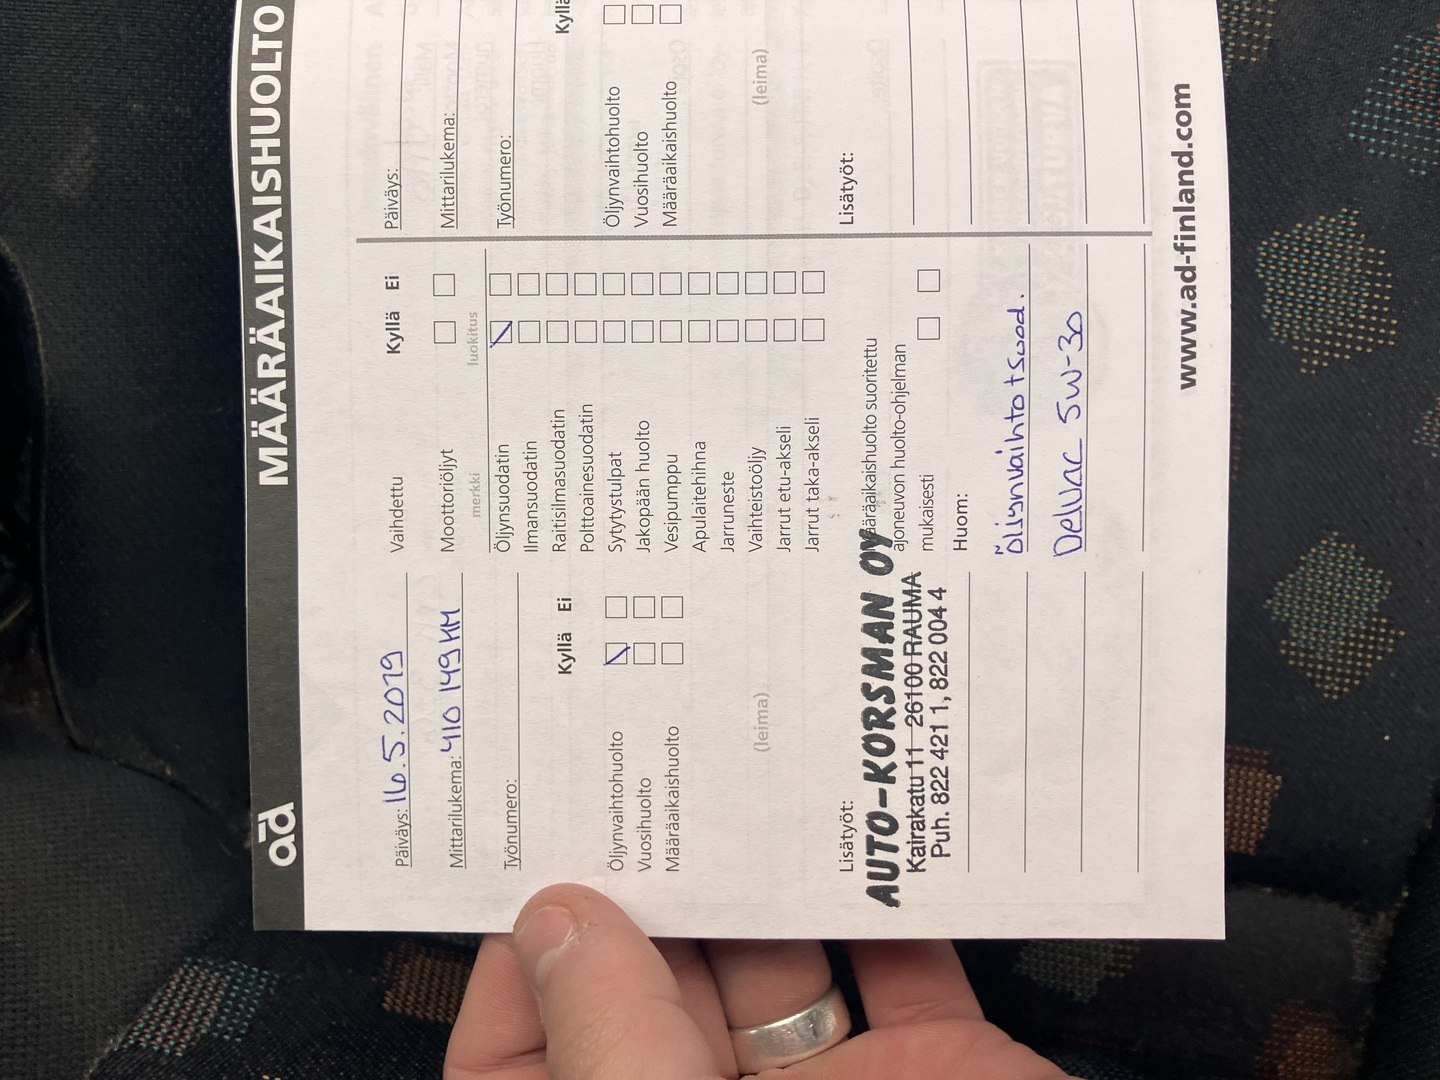 ad MÄÄRÄAIKAISHUOLTO
Päiväys: 16.5.2019
Mittarilukema: 410 149 KM
Työnumero:
Kyllä Ei
Öljynvaihtohuolto
Vuosihuolto
Määräaikaishuolto
(leima)
Lisätyöt:
AUTO-KORSMAN OY
Kairakatu 11 26100 RAUMA
Puh. 822 421 1, 822 004 4
Vaihdettu Kyllä Ei
Moottoriöljyt
merkki luokitus
Öljynsuodatin
Ilmansuodatin
Raitisilmasuodatin
Polttoainesuodatin
Sytytystulpat
Jakopään huolto
Vesipumppu
Apulaitehihna
Jarruneste
Vaihteistoöljy
Jarrut etu-akseli
Jarrut taka-akseli
Määräaikaishuolto suoritettu
ajoneuvon huolto-ohjelman
mukaisesti
Huom:
Öljynvaihto+suod.
Delvac 5W-30
Päiväys:
Mittarilukema:
Työnumero:
Kyllä
Öljynvaihtohuolto
Vuosihuolto
Määräaikaishuolto
(leima)
Lisätyöt:
www.ad-finland.com